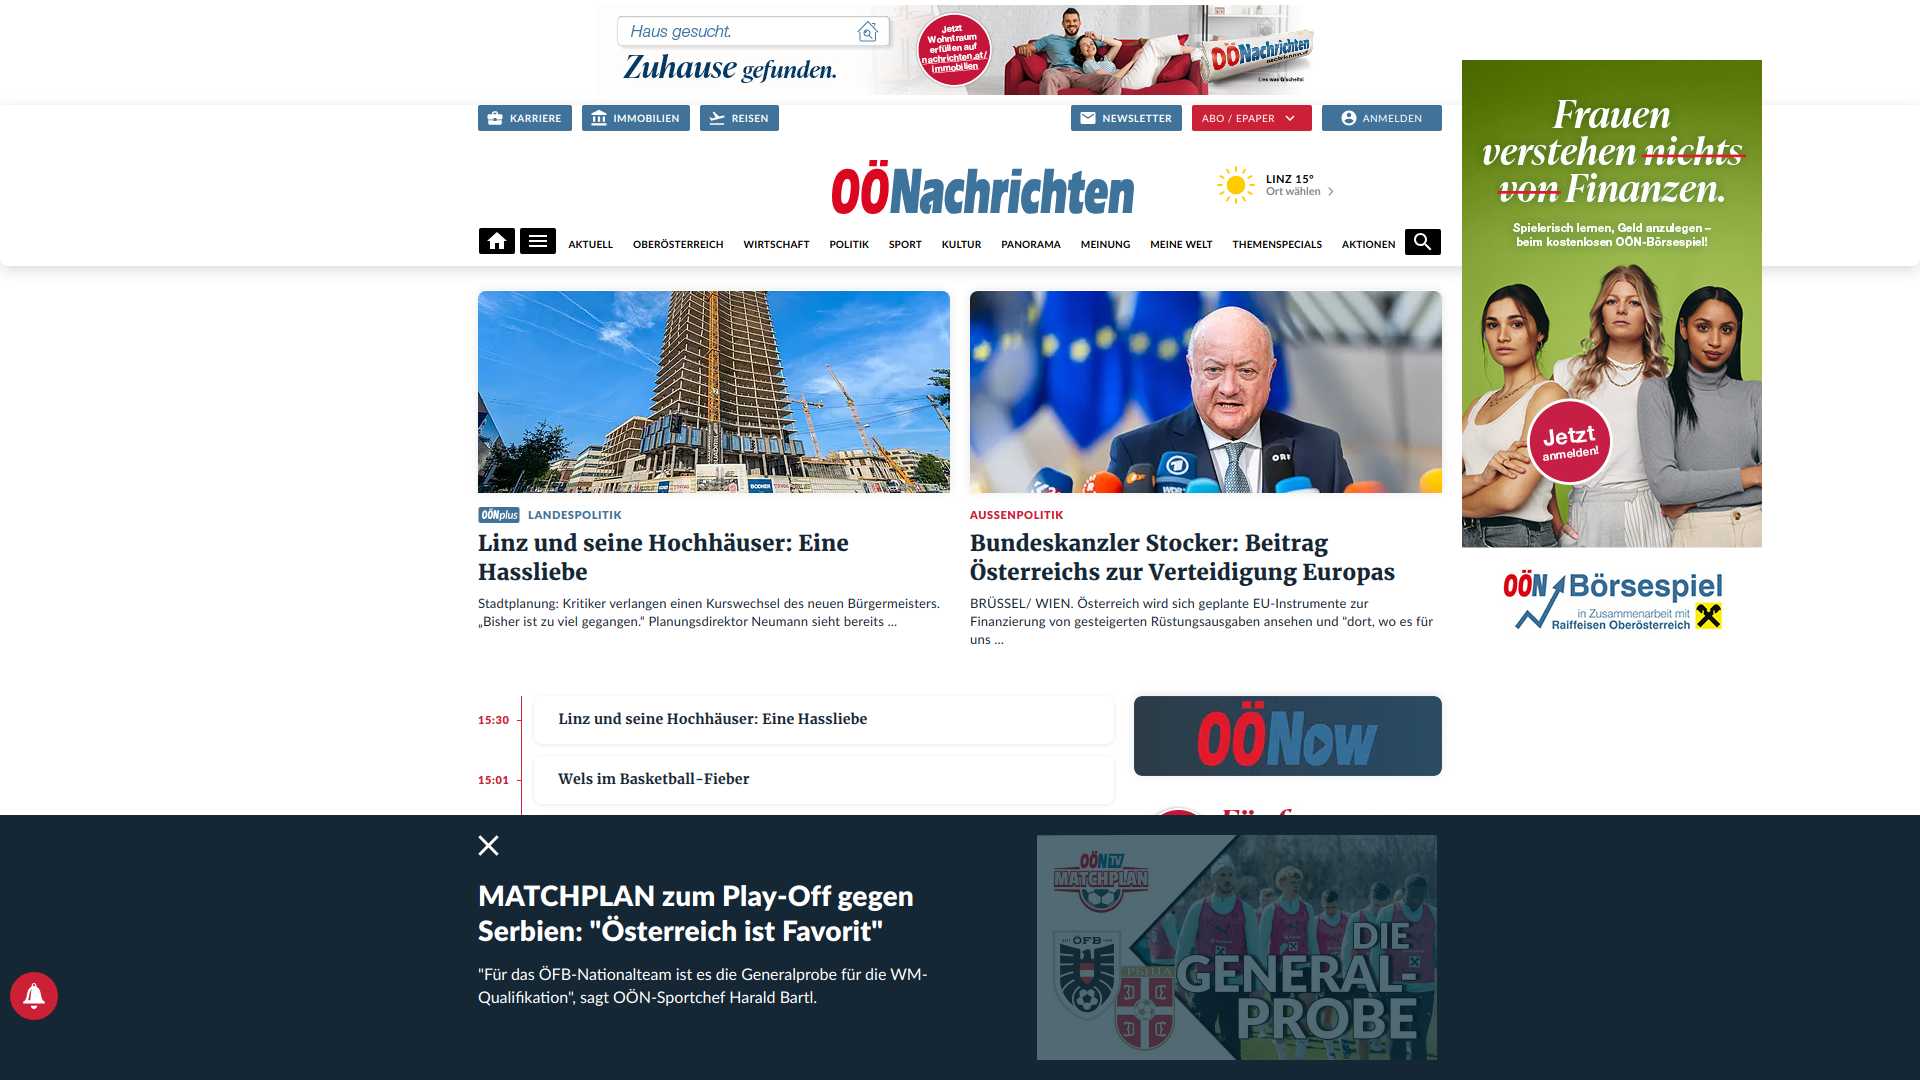 Haus gesucht.
Zuhause gefunden.
Jetzt
Wohntraum
erfüllen auf
nachrichten.at/
immobilien
OÖNachrichten
Lies was G'scheits!
KARRIERE
IMMOBILIEN
REISEN
NEWSLETTER
ABO / EPAPER
ANMELDEN
OÖNachrichten
LINZ 15°
Ort wählen
AKTUELL
OBERÖSTERREICH
WIRTSCHAFT
POLITIK
SPORT
KULTUR
PANORAMA
MEINUNG
MEINE WELT
THEMENSPECIALS
AKTIONEN
Frauen
verstehen nichts
von Finanzen.
Spielerisch lernen, Geld anzulegen –
beim kostenlosen OÖN-Börsespiel!
Jetzt
anmelden!
OÖN Börsespiel
in Zusammenarbeit mit
Raiffeisen Oberösterreich
ORF
WDR
OÖNplus LANDESPOLITIK
Linz und seine Hochhäuser: Eine
Hassliebe
Stadtplanung: Kritiker verlangen einen Kurswechsel des neuen Bürgermeisters.
„Bisher ist zu viel gegangen.“ Planungsdirektor Neumann sieht bereits ...
AUSSENPOLITIK
Bundeskanzler Stocker: Beitrag
Österreichs zur Verteidigung Europas
BRÜSSEL/ WIEN. Österreich wird sich geplante EU-Instrumente zur
Finanzierung von gesteigerten Rüstungsausgaben ansehen und "dort, wo es für
uns ...
15:30
Linz und seine Hochhäuser: Eine Hassliebe
15:01
Wels im Basketball-Fieber
OÖNow
MATCHPLAN zum Play-Off gegen
Serbien: "Österreich ist Favorit"
"Für das ÖFB-Nationalteam ist es die Generalprobe für die WM-
Qualifikation", sagt OÖN-Sportchef Harald Bartl.
OÖN TV
MATCHPLAN
ÖFB
DIE
GENERAL-
PROBE